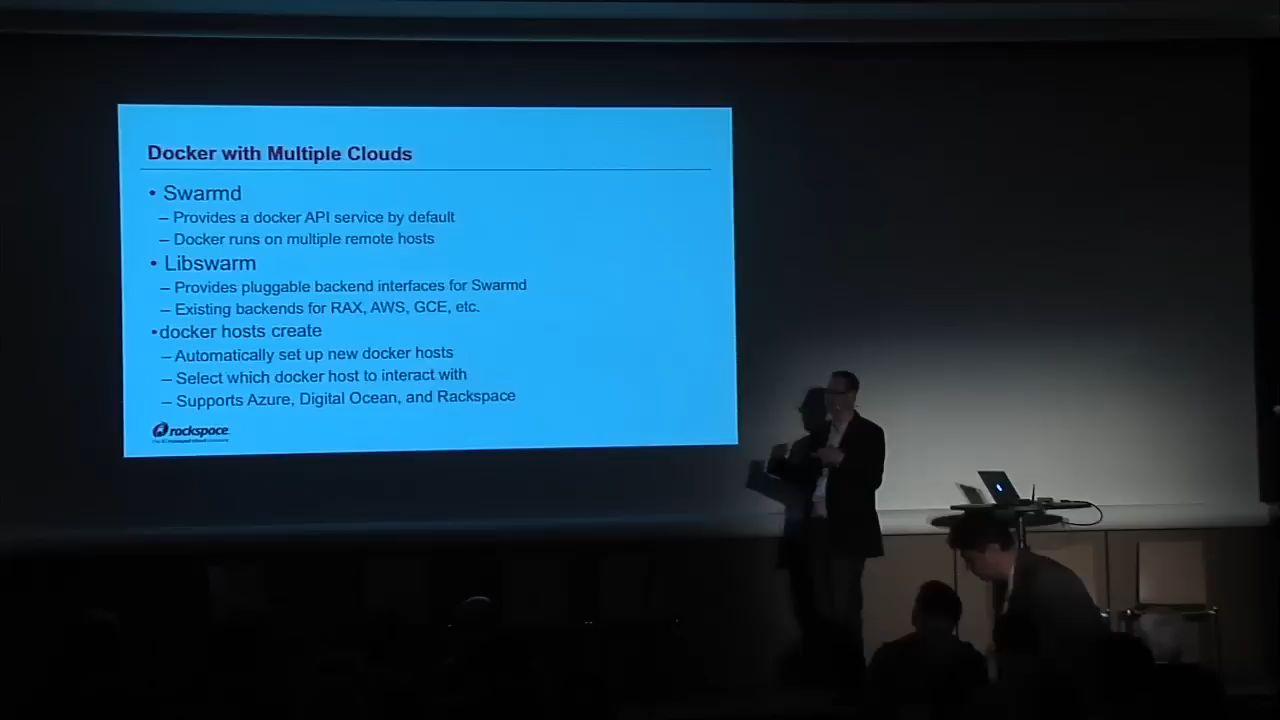 Docker with Multiple Clouds
• Swarmd
– Provides a docker API service by default
– Docker runs on multiple remote hosts
• Libswarm
– Provides pluggable backend interfaces for Swarmd
– Existing backends for RAX, AWS, GCE, etc.
• docker hosts create
– Automatically set up new docker hosts
– Select which docker host to interact with
– Supports Azure, Digital Ocean, and Rackspace
rackspace